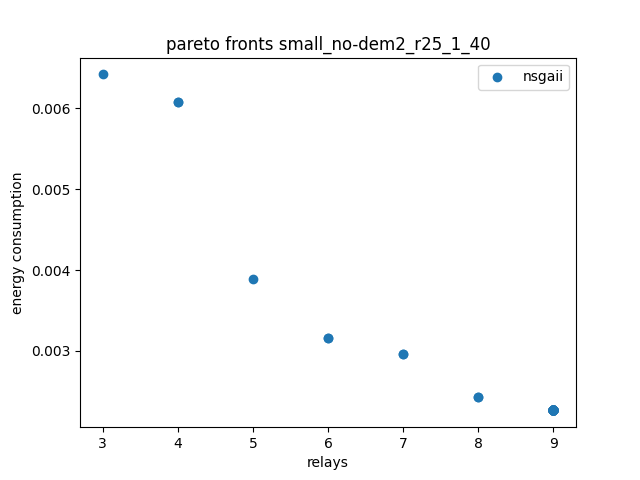 pareto fronts small_no-dem2_r25_1_40
nsgaii
0.006
0.005
0.004
0.003
energy consumption
3 4 5 6 7 8 9
relays